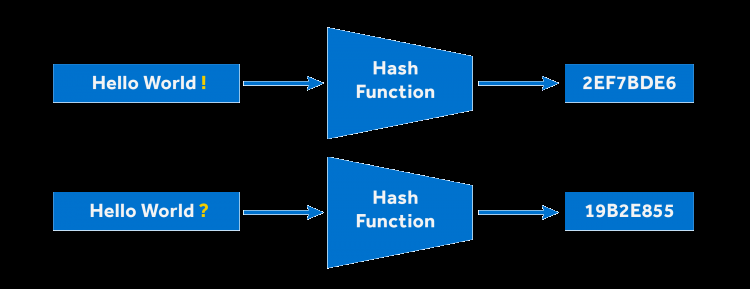 Hello World !
Hash
Function
2EF7BDE6
Hello World ?
Hash
Function
19B2E855